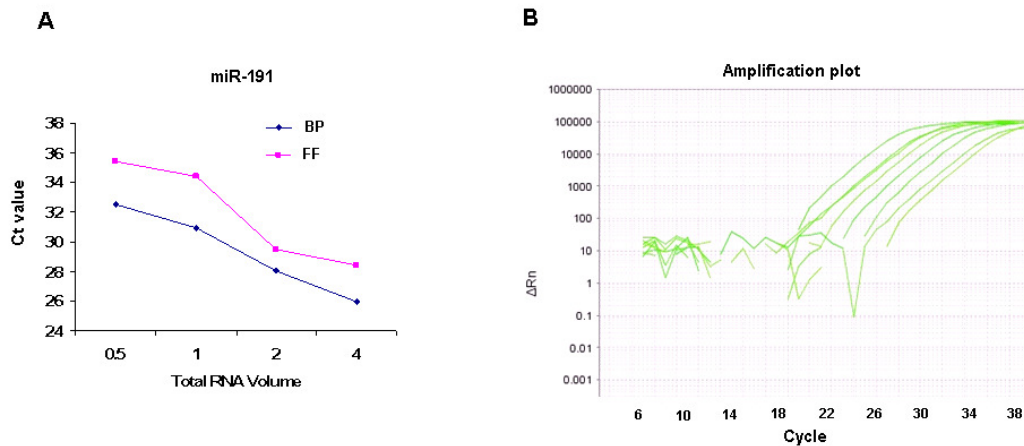 A
miR-191
38
36
34
32
30
28
26
24
Ct value
BP
FF
0.5 1 2 4
Total RNA Volume
B
Amplification plot
1000000
100000
10000
1000
100
10
1
0.1
0.01
0.001
ΔRn
6 10 14 18 22 26 30 34 38
Cycle